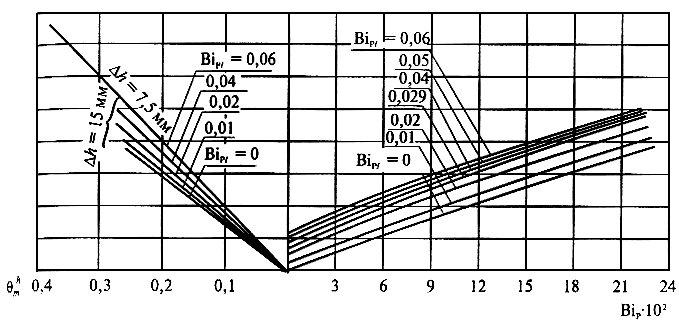 Bi_Pl = 0,06
0,04
0,02
0,01
Bi_Pl = 0
Δh = 7,5 мм
Δh = 15 мм
Bi_Pl = 0,06
0,05
0,04
0,029
0,02
0,01
Bi_Pl = 0
θ_m^h 0,4 0,3 0,2 0,1 3 6 9 12 15 18 21 24
Bi_P·10²